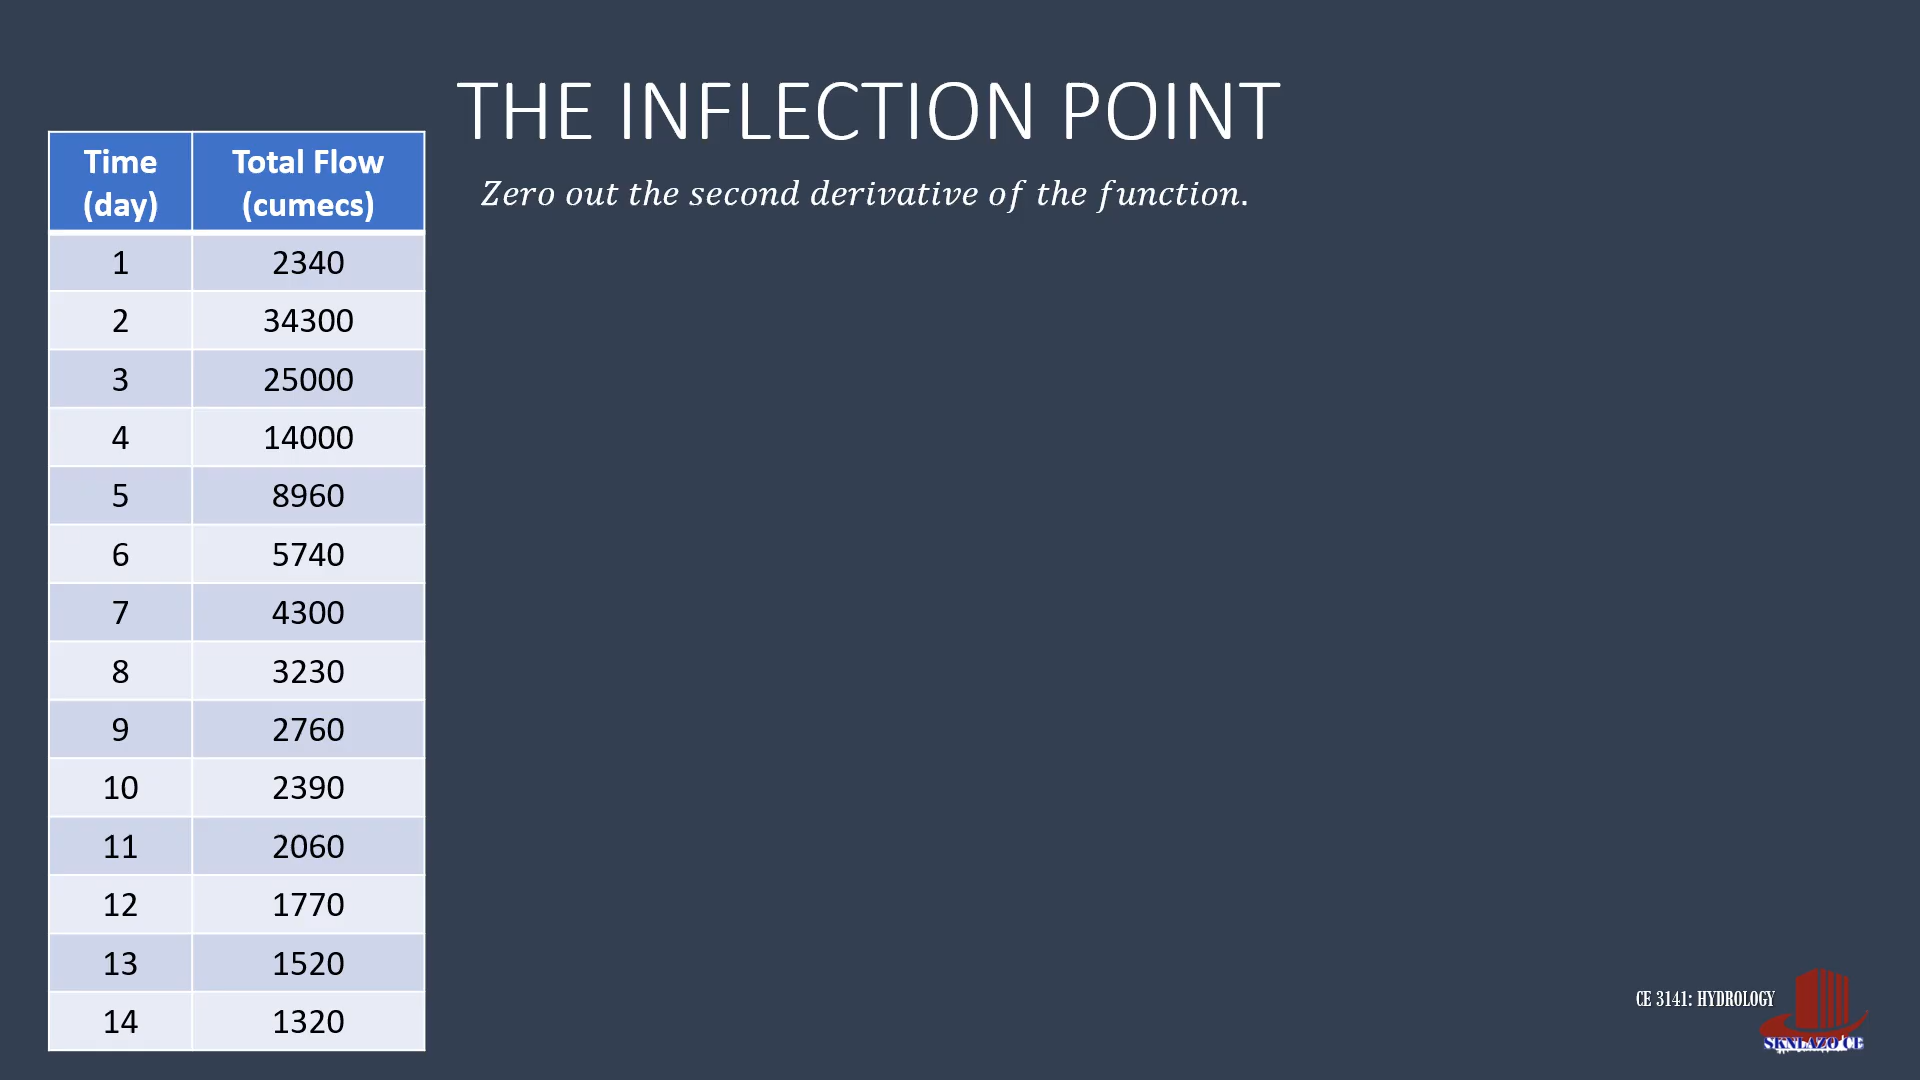 THE INFLECTION POINT
Zero out the second derivative of the function.
Time (day) Total Flow (cumecs)
1 2340
2 34300
3 25000
4 14000
5 8960
6 5740
7 4300
8 3230
9 2760
10 2390
11 2060
12 1770
13 1520
14 1320
CE 3141: HYDROLOGY
SKNLAZO CE